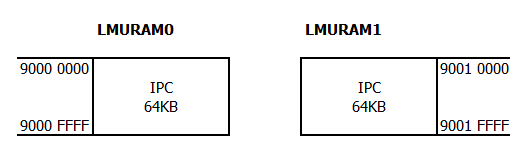 LMURAM0
LMURAM1
9000 0000
IPC
64KB
9000 FFFF
IPC
64KB
9001 0000
9001 FFFF